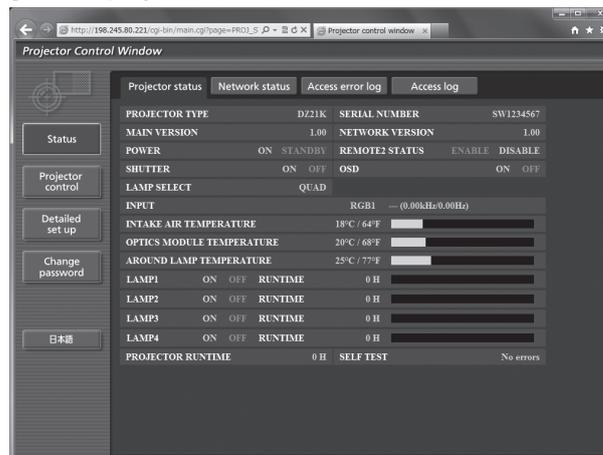 http://198.245.80.221/cgi-bin/main.cgi?page=PROJ_S
Projector control window
Projector Control Window
Projector status Network status Access error log Access log
Status
Projector control
Detailed set up
Change password
日本語
PROJECTOR TYPE DZ21K SERIAL NUMBER SW1234567
MAIN VERSION 1.00 NETWORK VERSION 1.00
POWER ON STANDBY REMOTE2 STATUS ENABLE DISABLE
SHUTTER ON OFF OSD ON OFF
LAMP SELECT QUAD
INPUT RGB1 --- (0.00kHz/0.00Hz)
INTAKE AIR TEMPERATURE 18°C / 64°F
OPTICS MODULE TEMPERATURE 20°C / 68°F
AROUND LAMP TEMPERATURE 25°C / 77°F
LAMP1 ON OFF RUNTIME 0 H
LAMP2 ON OFF RUNTIME 0 H
LAMP3 ON OFF RUNTIME 0 H
LAMP4 ON OFF RUNTIME 0 H
PROJECTOR RUNTIME 0 H SELF TEST No errors